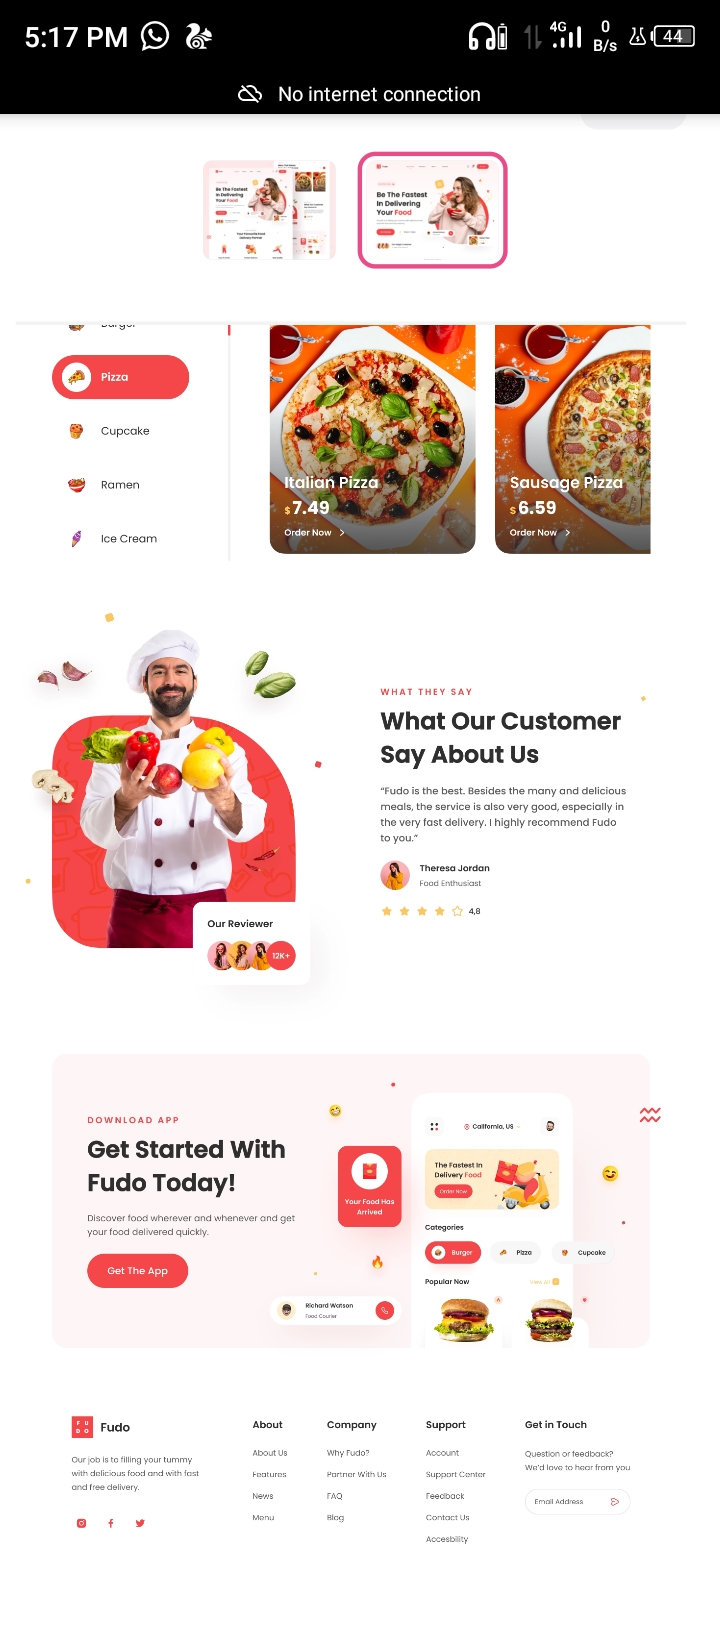 5:17 PM
4G
0
B/s
44
No internet connection
Be The Fastest
In Delivering
Your Food
Be The Fastest
In Delivering
Your Food
Burger
Pizza
Cupcake
Ramen
Ice Cream
Italian Pizza
$7.49
Order Now
Sausage Pizza
$6.59
Order Now
WHAT THEY SAY
What Our Customer
Say About Us
“Fudo is the best. Besides the many and delicious
meals, the service is also very good, especially in
the very fast delivery. I highly recommend Fudo
to you.”
Theresa Jordan
Food Enthusiast
4,8
Our Reviewer
12K+
DOWNLOAD APP
Get Started With
Fudo Today!
Discover food wherever and whenever and get
your food delivered quickly.
Get The App
Your Food Has
Arrived
Richard Watson
Food Courier
California, US
The Fastest In
Delivery Food
Order Now
Categories
Burger
Pizza
Cupcake
Popular Now
View all
FU
DO
Fudo
Our job is to filling your tummy
with delicious food and with fast
and free delivery.
About
About Us
Features
News
Menu
Company
Why Fudo?
Partner With Us
FAQ
Blog
Support
Account
Support Center
Feedback
Contact Us
Accesbility
Get in Touch
Question or feedback?
We’d love to hear from you
Email Address